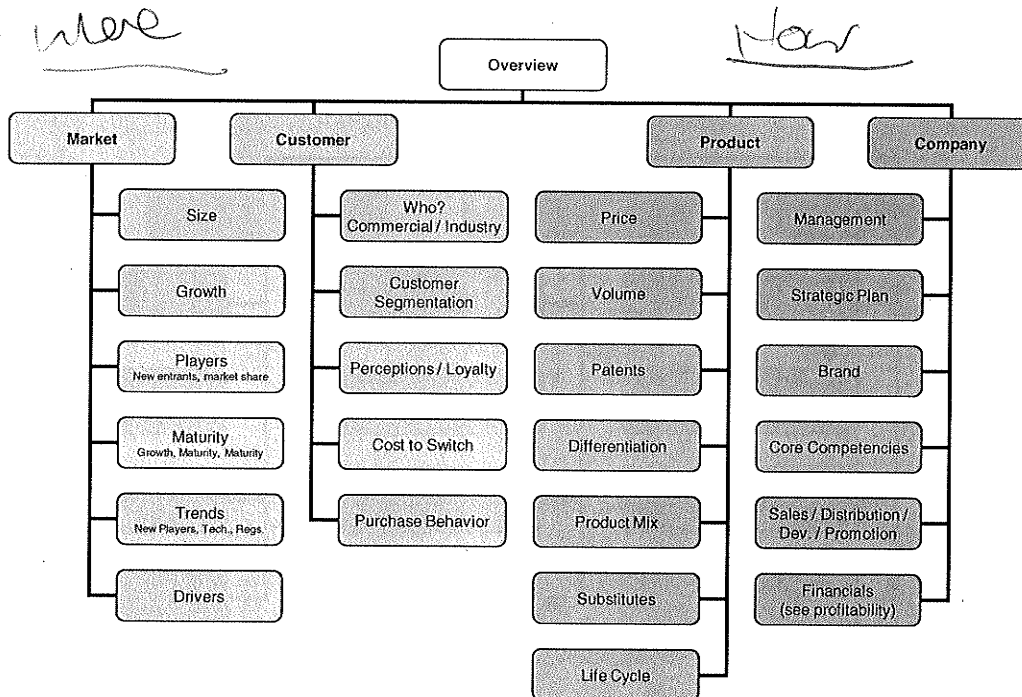 Where
How
Overview
Market
Customer
Product
Company
Size
Growth
Players
New entrants, market share
Maturity
Growth, Maturity, Maturity
Trends
New Players, Tech., Regs.
Drivers
Who?
Commercial / Industry
Customer
Segmentation
Perceptions / Loyalty
Cost to Switch
Purchase Behavior
Price
Volume
Patents
Differentiation
Product Mix
Substitutes
Life Cycle
Management
Strategic Plan
Brand
Core Competencies
Sales / Distribution /
Dev. / Promotion
Financials
(see profitability)